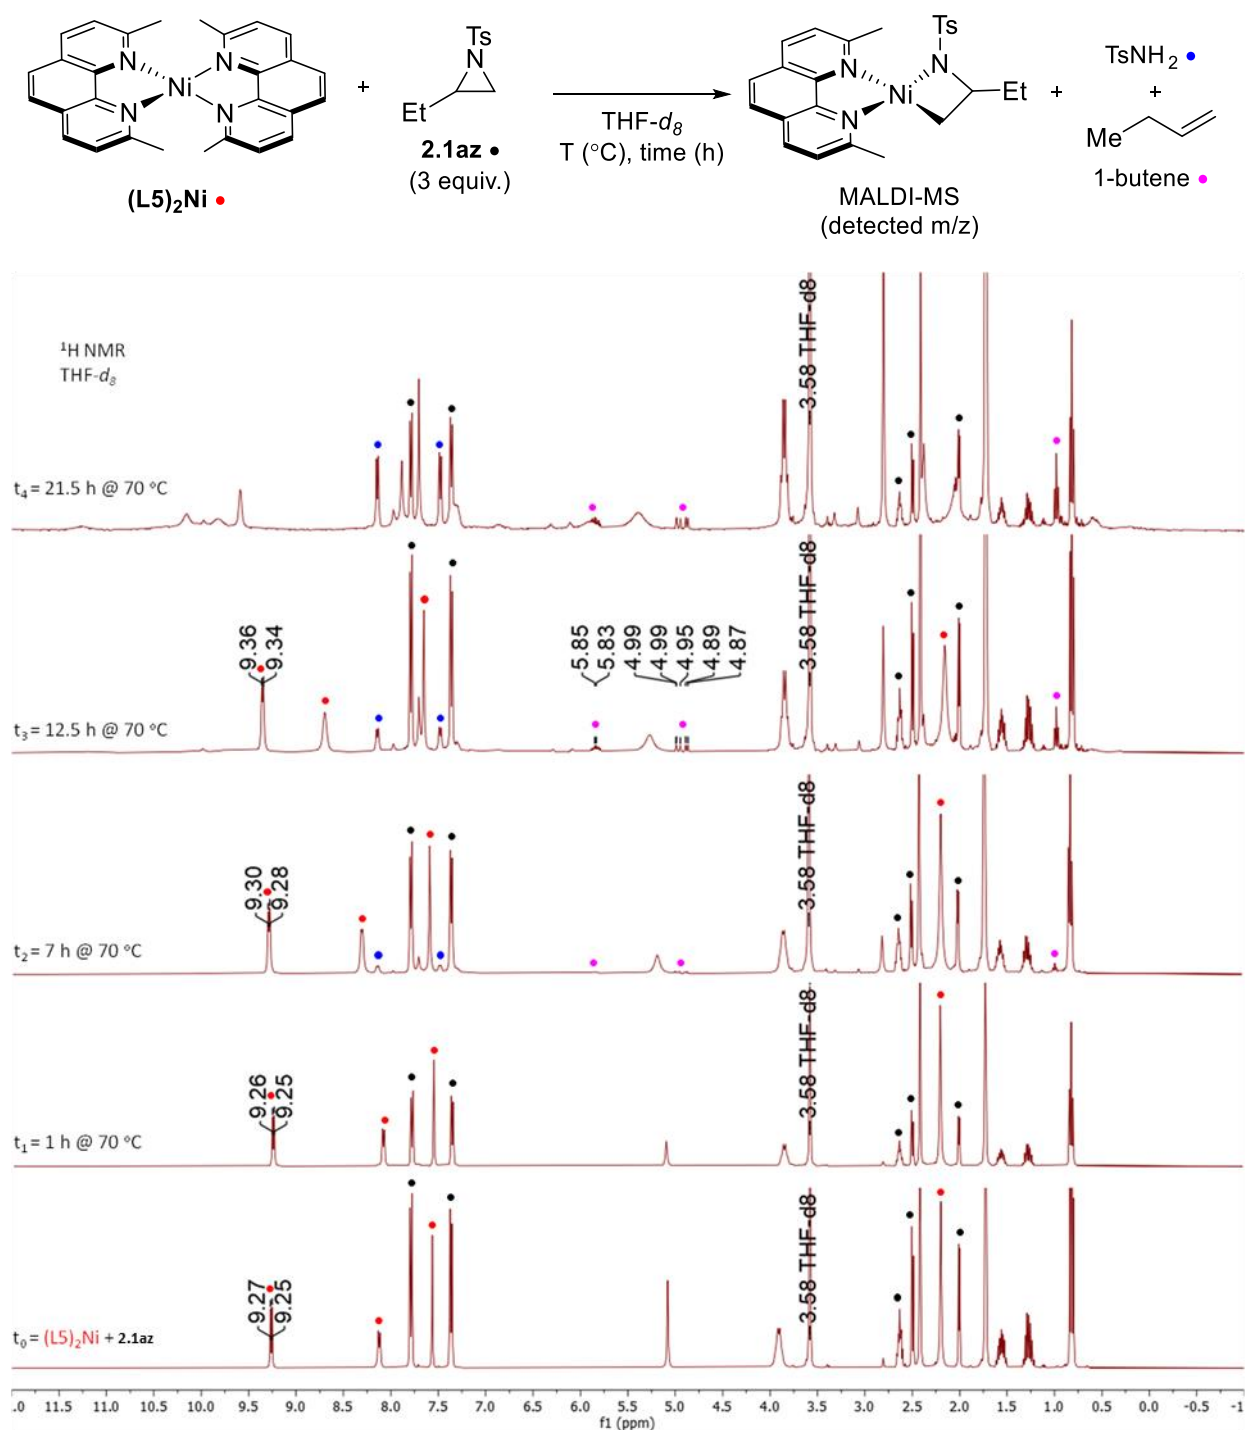 Ts
N
Et
2.1az •
(3 equiv.)
N
N
N
N
Ni
(L5)2Ni •
+
THF-d8
T (°C), time (h)
N
N
Ni
Ts
N
Et
MALDI-MS
(detected m/z)
+
TsNH2 •
+
Me
1-butene •
1H NMR
THF-d8
3.58 THF-d8
t4 = 21.5 h @ 70 °C
9.36
9.34
5.85
5.83
4.99
4.99
4.95
4.89
4.87
3.58 THF-d8
t3 = 12.5 h @ 70 °C
9.30
9.28
3.58 THF-d8
t2 = 7 h @ 70 °C
9.26
9.25
3.58 THF-d8
t1 = 1 h @ 70 °C
9.27
9.25
3.58 THF-d8
t0 = (L5)2Ni + 2.1az
.0 11.5 11.0 10.5 10.0 9.5 9.0 8.5 8.0 7.5 7.0 6.5 6.0 5.5 5.0 4.5 4.0 3.5 3.0 2.5 2.0 1.5 1.0 0.5 0.0 -0.5 -1
f1 (ppm)